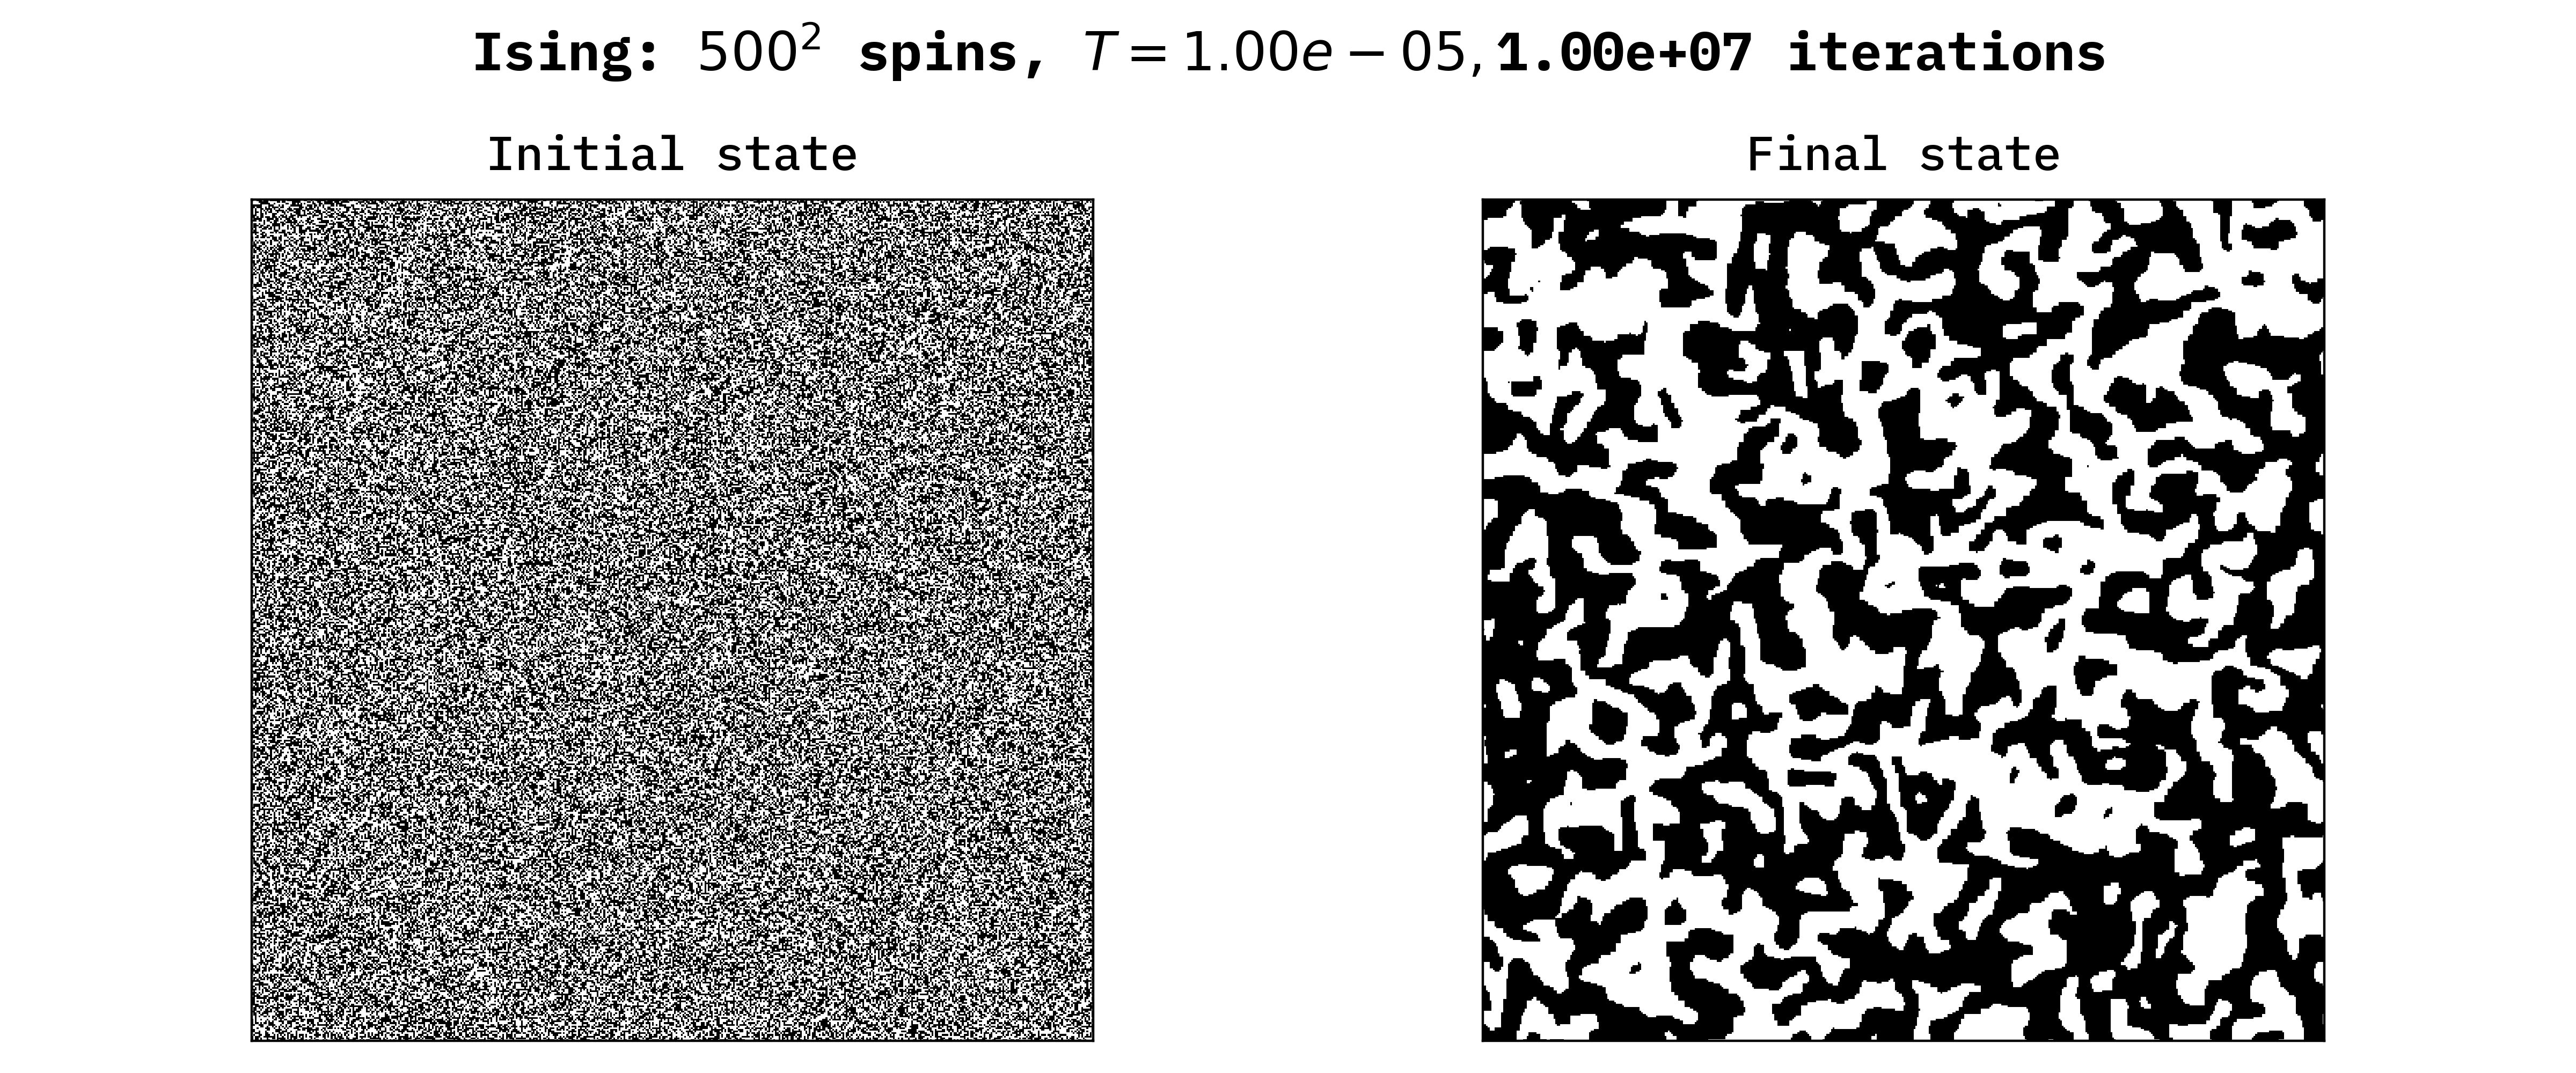 Ising: 500² spins, T = 1.00e − 05, 1.00e+07 iterations
Initial state
Final state